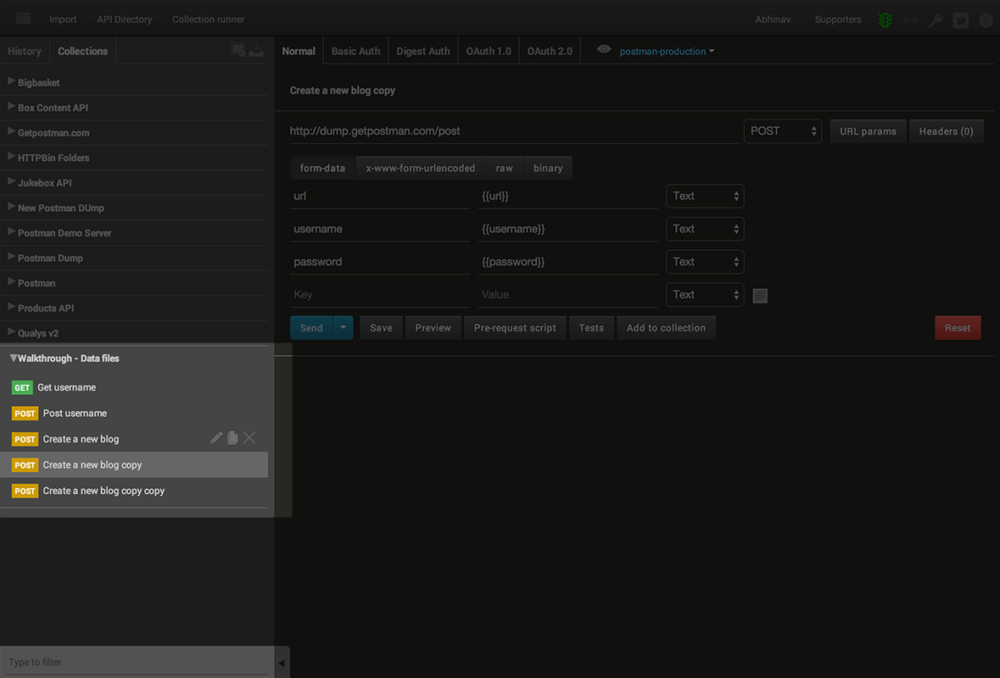 Import API Directory Collection runner Abhinav Supporters
History Collections
Normal Basic Auth Digest Auth OAuth 1.0 OAuth 2.0 postman-production
Bigbasket
Box Content API
Getpostman.com
HTTPBin Folders
Jukebox API
New Postman DUmp
Postman Demo Server
Postman Dump
Postman
Products API
Qualys v2
Walkthrough - Data files
GET Get username
POST Post username
POST Create a new blog
POST Create a new blog copy
POST Create a new blog copy copy
Type to filter
Create a new blog copy
http://dump.getpostman.com/post POST URL params Headers (0)
form-data x-www-form-urlencoded raw binary
url {{url}} Text
username {{username}} Text
password {{password}} Text
Key Value Text
Send Save Preview Pre-request script Tests Add to collection Reset